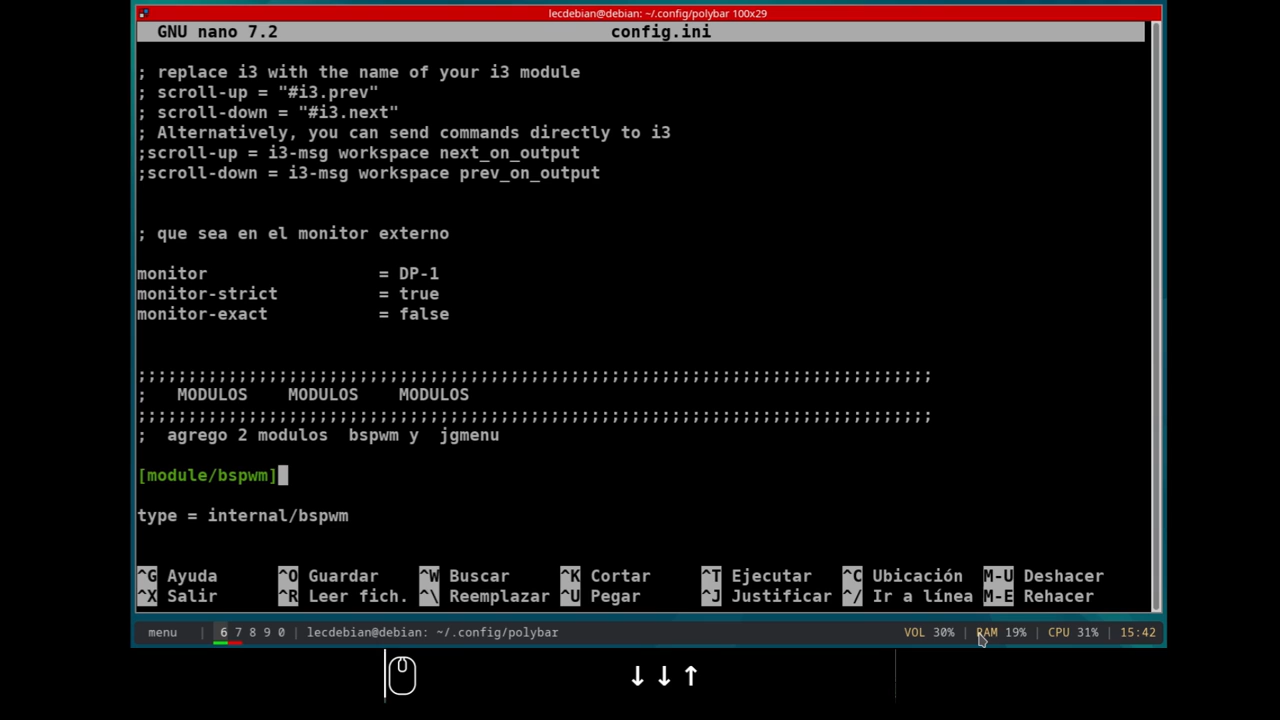 lecdebian@debian: ~/.config/polybar 100x29
GNU nano 7.2 config.ini
; replace i3 with the name of your i3 module
; scroll-up = "#i3.prev"
; scroll-down = "#i3.next"
; Alternatively, you can send commands directly to i3
;scroll-up = i3-msg workspace next_on_output
;scroll-down = i3-msg workspace prev_on_output
; que sea en el monitor externo
monitor = DP-1
monitor-strict = true
monitor-exact = false
;;;;;;;;;;;;;;;;;;;;;;;;;;;;;;;;;;;;;;;;;;;;;;;;;;;;;;;;;;;;;;;;;;;;;;;;;;;;;;;
; MODULOS MODULOS MODULOS
;;;;;;;;;;;;;;;;;;;;;;;;;;;;;;;;;;;;;;;;;;;;;;;;;;;;;;;;;;;;;;;;;;;;;;;;;;;;;;;
; agrego 2 modulos bspwm y jgmenu
[module/bspwm]
type = internal/bspwm
^G Ayuda ^O Guardar ^W Buscar ^K Cortar ^T Ejecutar ^C Ubicación M-U Deshacer
^X Salir ^R Leer fich. ^\ Reemplazar ^U Pegar ^J Justificar ^/ Ir a línea M-E Rehacer
menu | 6 7 8 9 0 | lecdebian@debian: ~/.config/polybar VOL 30% | RAM 19% | CPU 31% | 15:42
↓ ↓ ↑